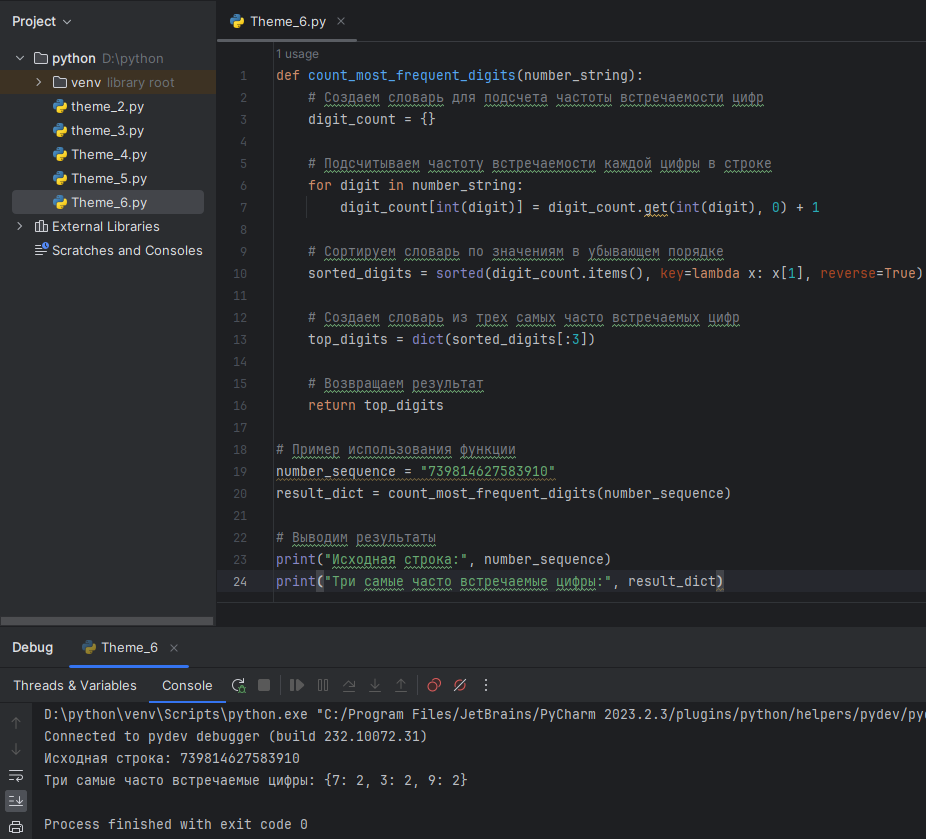 Project
Theme_6.py
python D:\python
venv library root
theme_2.py
theme_3.py
Theme_4.py
Theme_5.py
Theme_6.py
External Libraries
Scratches and Consoles
1 usage
1 def count_most_frequent_digits(number_string):
2 # Создаем словарь для подсчета частоты встречаемости цифр
3 digit_count = {}
4
5 # Подсчитываем частоту встречаемости каждой цифры в строке
6 for digit in number_string:
7 digit_count[int(digit)] = digit_count.get(int(digit), 0) + 1
8
9 # Сортируем словарь по значениям в убывающем порядке
10 sorted_digits = sorted(digit_count.items(), key=lambda x: x[1], reverse=True)
11
12 # Создаем словарь из трех самых часто встречаемых цифр
13 top_digits = dict(sorted_digits[:3])
14
15 # Возвращаем результат
16 return top_digits
17
18 # Пример использования функции
19 number_sequence = "739814627583910"
20 result_dict = count_most_frequent_digits(number_sequence)
21
22 # Выводим результаты
23 print("Исходная строка:", number_sequence)
24 print("Три самые часто встречаемые цифры:", result_dict)
Debug Theme_6
Threads & Variables Console
D:\python\venv\Scripts\python.exe "C:/Program Files/JetBrains/PyCharm 2023.2.3/plugins/python/helpers/pydev/pyd
Connected to pydev debugger (build 232.10072.31)
Исходная строка: 739814627583910
Три самые часто встречаемые цифры: {7: 2, 3: 2, 9: 2}
Process finished with exit code 0